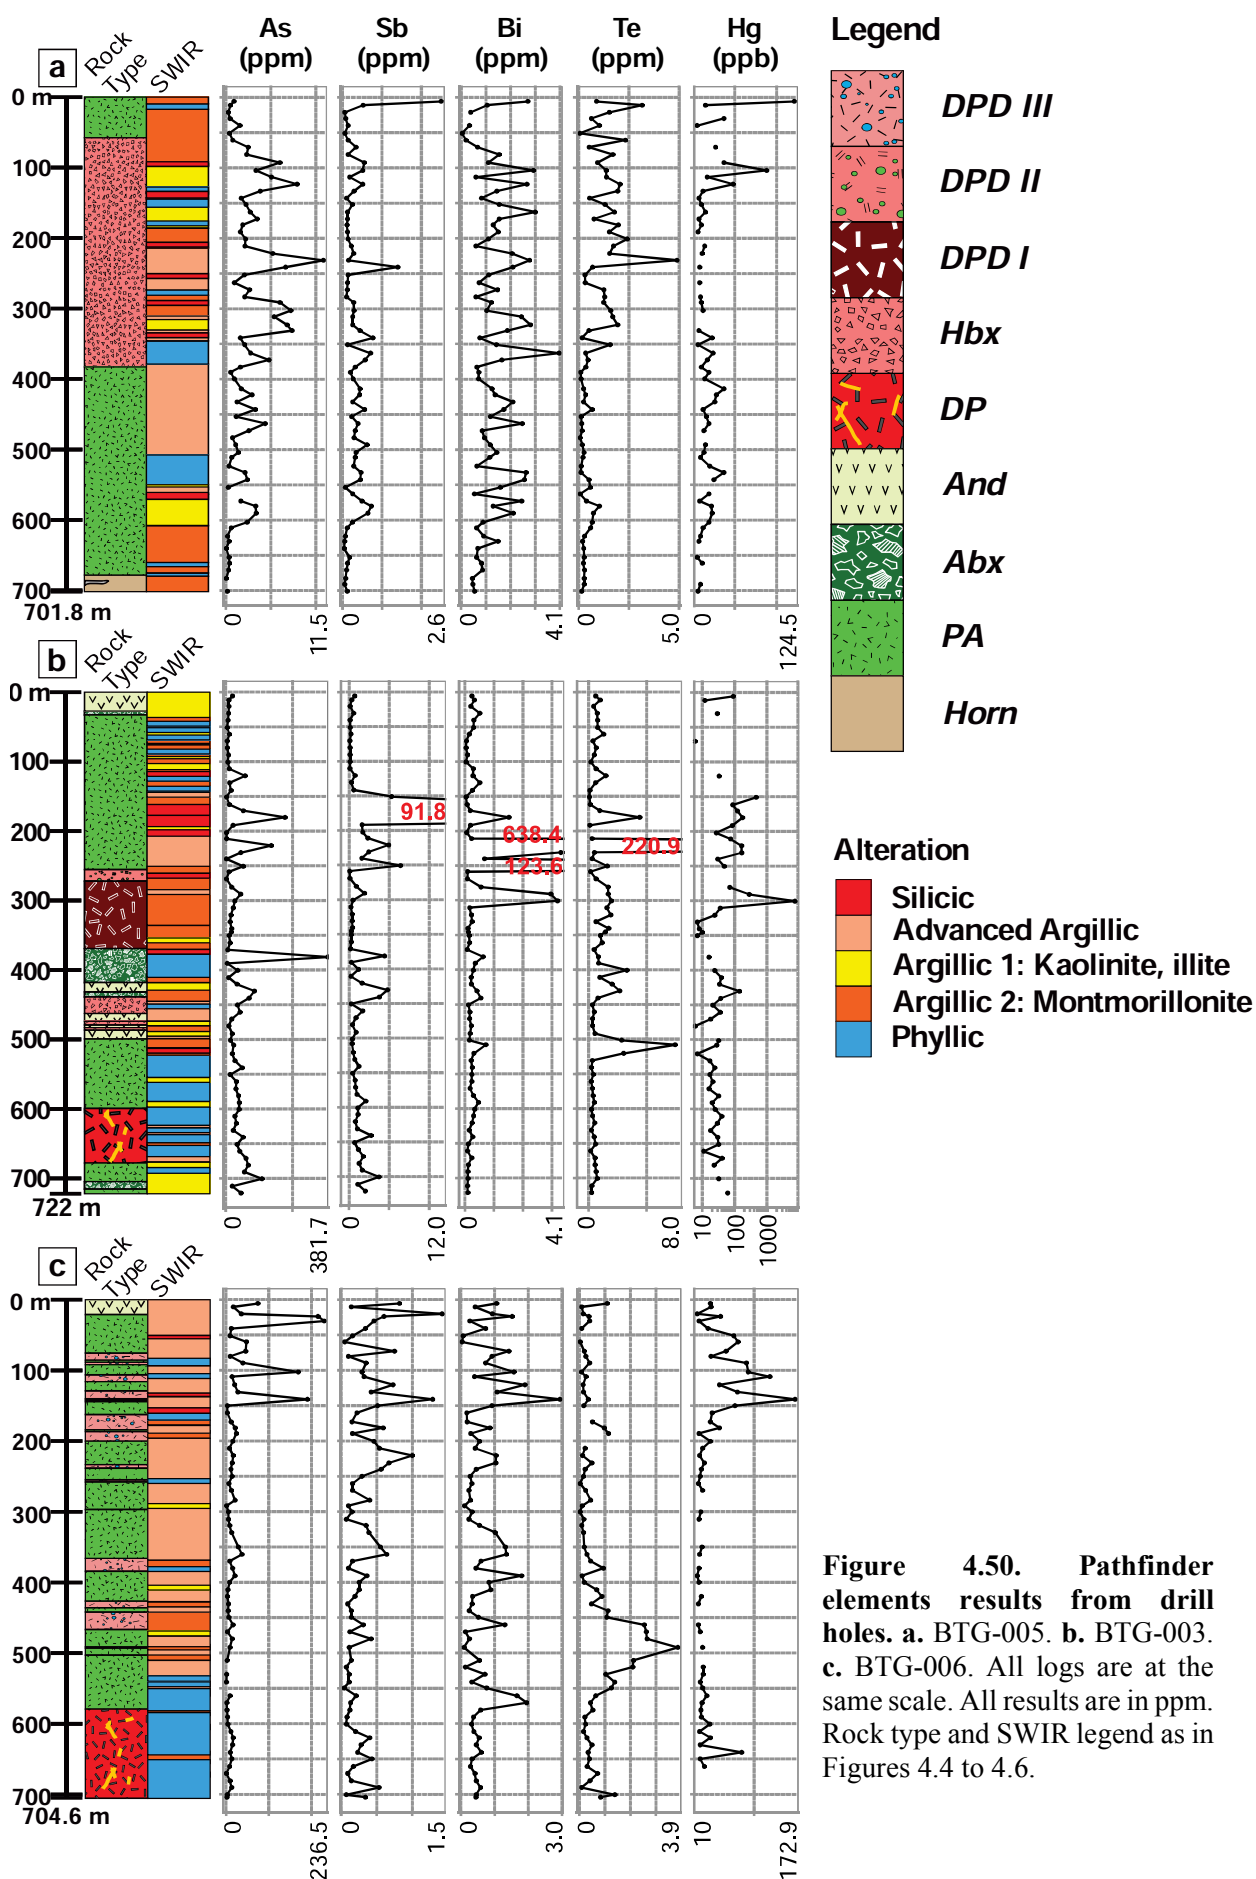 As Sb Bi Te Hg
(ppm) (ppm) (ppm) (ppm) (ppb)
a Rock Type SWIR
0 m
100
200
300
400
500
600
700
701.8 m
0 11.5 0 2.6 0 4.1 0 5.0 0 124.5
b Rock Type SWIR
0 m
100
200
300
400
500
600
700
722 m
91.8
638.4
123.6
220.9
0 381.7 0 12.0 0 4.1 0 8.0 10 100 1000
c Rock Type SWIR
0 m
100
200
300
400
500
600
700
704.6 m
0 236.5 0 1.5 0 3.0 0 3.9 10 172.9
Legend
DPD III
DPD II
DPD I
Hbx
DP
And
Abx
PA
Horn
Alteration
Silicic
Advanced Argillic
Argillic 1: Kaolinite, illite
Argillic 2: Montmorillonite
Phyllic
Figure 4.50. Pathfinder
elements results from drill
holes. a. BTG-005. b. BTG-003.
c. BTG-006. All logs are at the
same scale. All results are in ppm.
Rock type and SWIR legend as in
Figures 4.4 to 4.6.